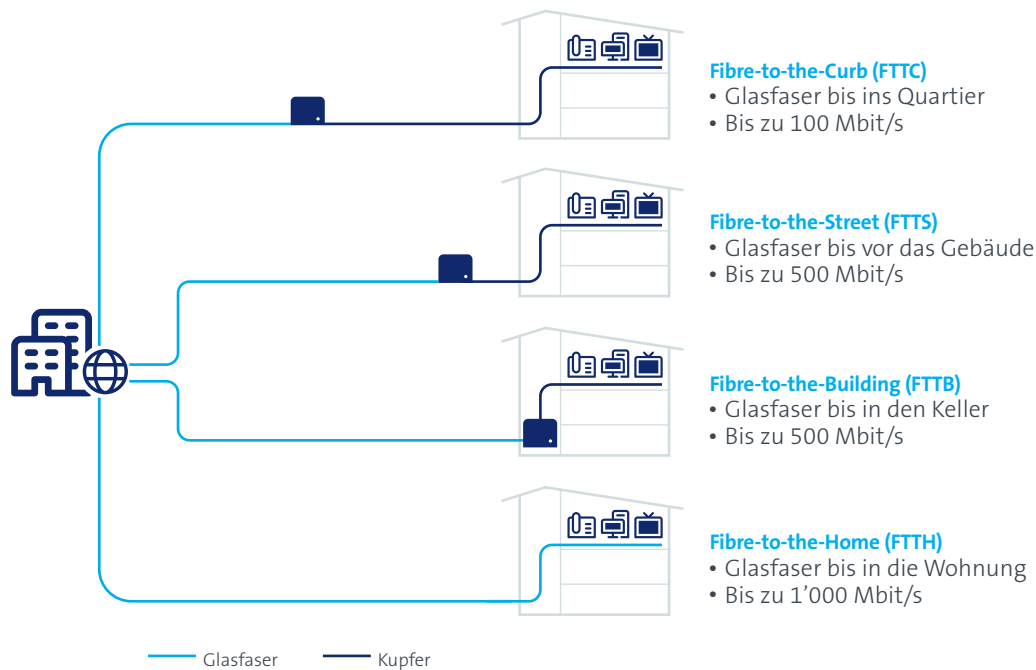 Fibre-to-the-Curb (FTTC)
• Glasfaser bis ins Quartier
• Bis zu 100 Mbit/s
Fibre-to-the-Street (FTTS)
• Glasfaser bis vor das Gebäude
• Bis zu 500 Mbit/s
Fibre-to-the-Building (FTTB)
• Glasfaser bis in den Keller
• Bis zu 500 Mbit/s
Fibre-to-the-Home (FTTH)
• Glasfaser bis in die Wohnung
• Bis zu 1’000 Mbit/s
Glasfaser
Kupfer